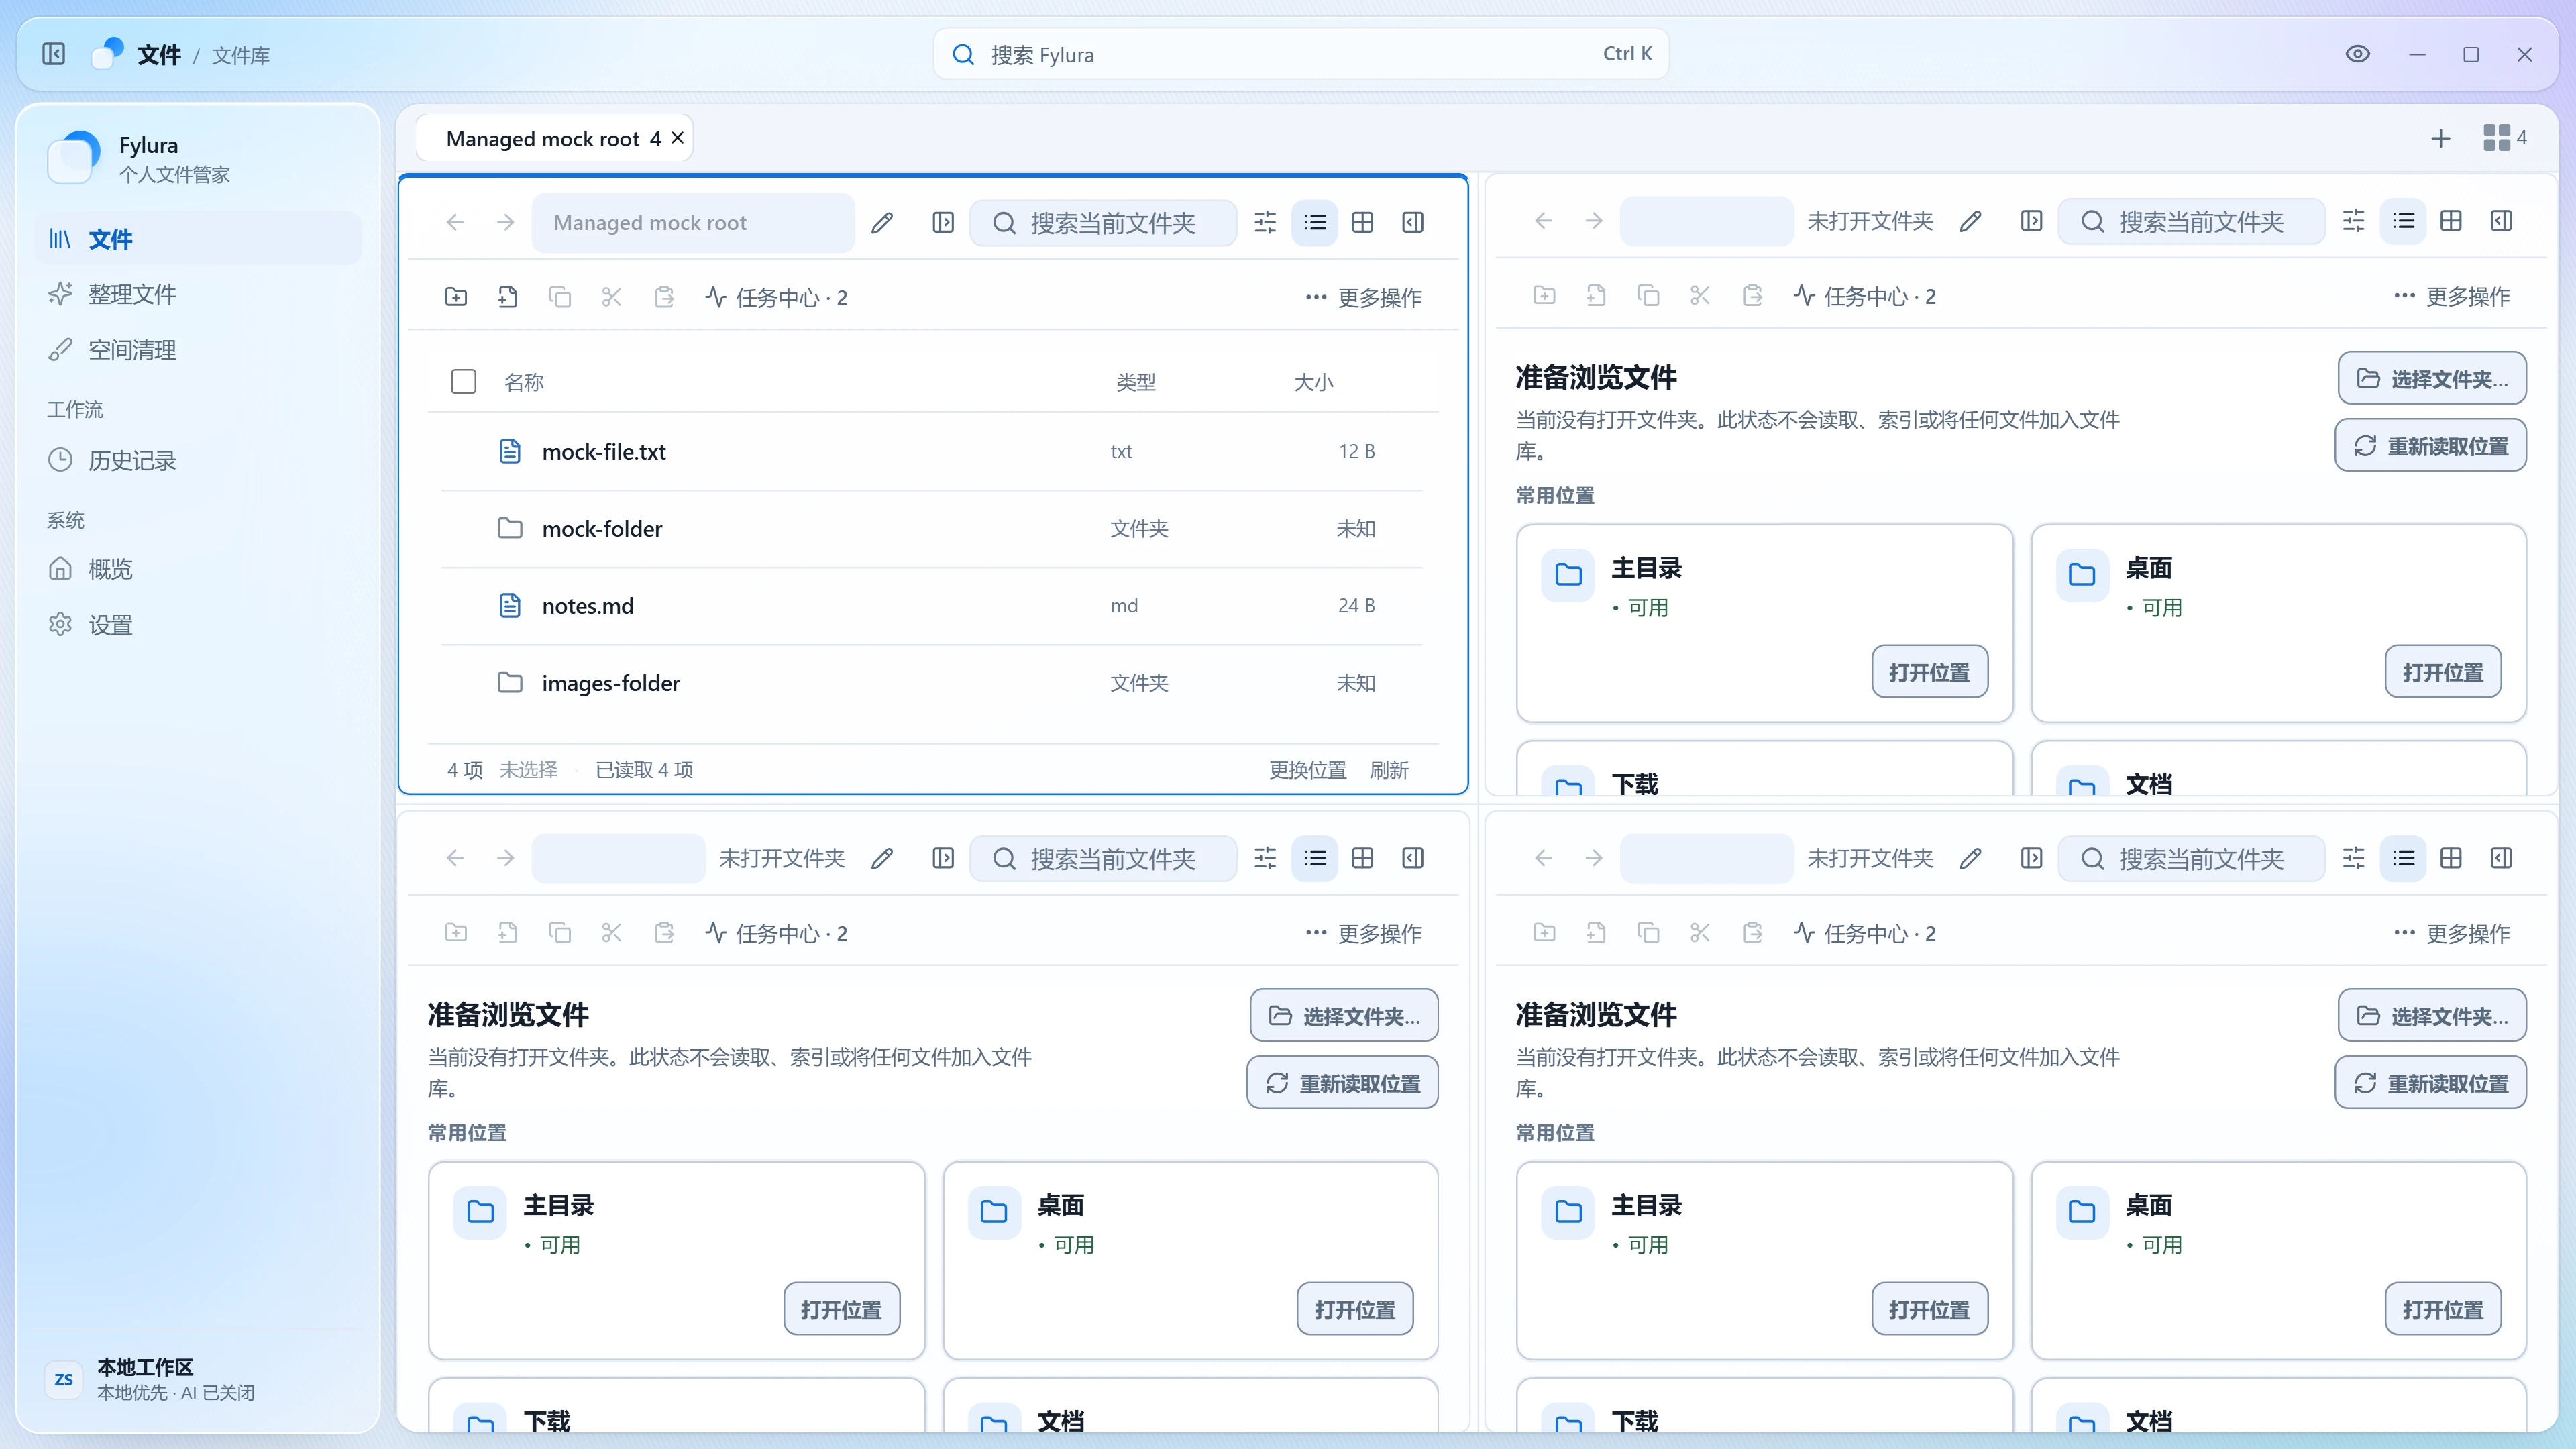 文件 / 文件库
搜索 Fylura
Ctrl K
Fylura
个人文件管家
文件
整理文件
空间清理
工作流
历史记录
系统
概览
设置
ZS
本地工作区
本地优先 · AI 已关闭
Managed mock root 4
4
Managed mock root
搜索当前文件夹
任务中心 · 2
更多操作
名称 类型 大小
mock-file.txt txt 12 B
mock-folder 文件夹 未知
notes.md md 24 B
images-folder 文件夹 未知
4 项 未选择 · 已读取 4 项 更换位置 刷新
未打开文件夹
搜索当前文件夹
任务中心 · 2
更多操作
准备浏览文件
当前没有打开文件夹。此状态不会读取、索引或将任何文件加入文件
库。
选择文件夹...
重新读取位置
常用位置
主目录
• 可用
打开位置
桌面
• 可用
打开位置
下载
文档
未打开文件夹
搜索当前文件夹
任务中心 · 2
更多操作
准备浏览文件
当前没有打开文件夹。此状态不会读取、索引或将任何文件加入文件
库。
选择文件夹...
重新读取位置
常用位置
主目录
• 可用
打开位置
桌面
• 可用
打开位置
下载
文档
未打开文件夹
搜索当前文件夹
任务中心 · 2
更多操作
准备浏览文件
当前没有打开文件夹。此状态不会读取、索引或将任何文件加入文件
库。
选择文件夹...
重新读取位置
常用位置
主目录
• 可用
打开位置
桌面
• 可用
打开位置
下载
文档